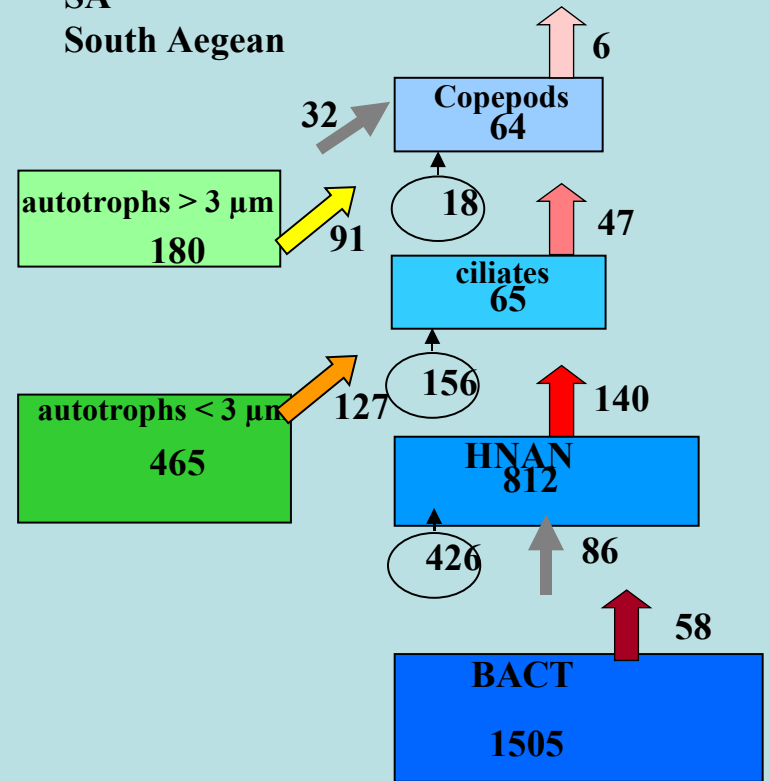 SA
South Aegean
6
Copepods
64
32
18
autotrophs > 3 µm
180
91
47
ciliates
65
156
autotrophs < 3 µm
465
127
140
HNAN
812
426
86
58
BACT
1505